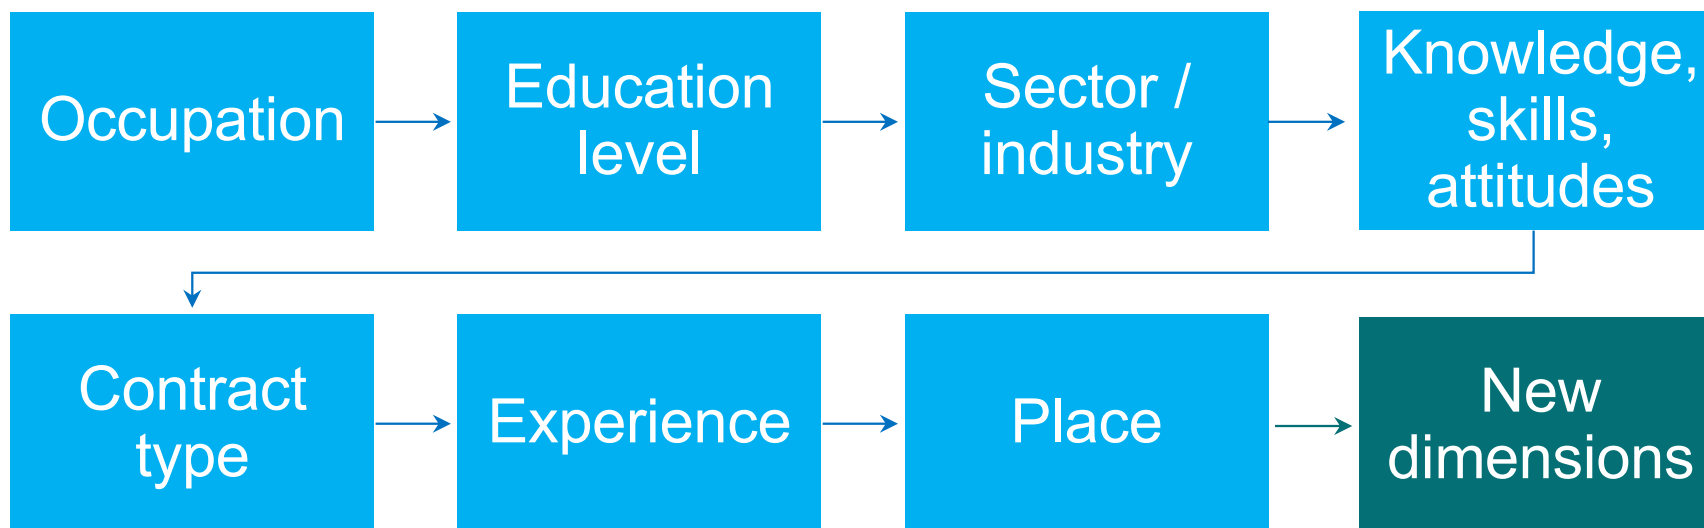 Occupation
Education
level
Sector /
industry
Knowledge,
skills,
attitudes
Contract
type
Experience
Place
New
dimensions